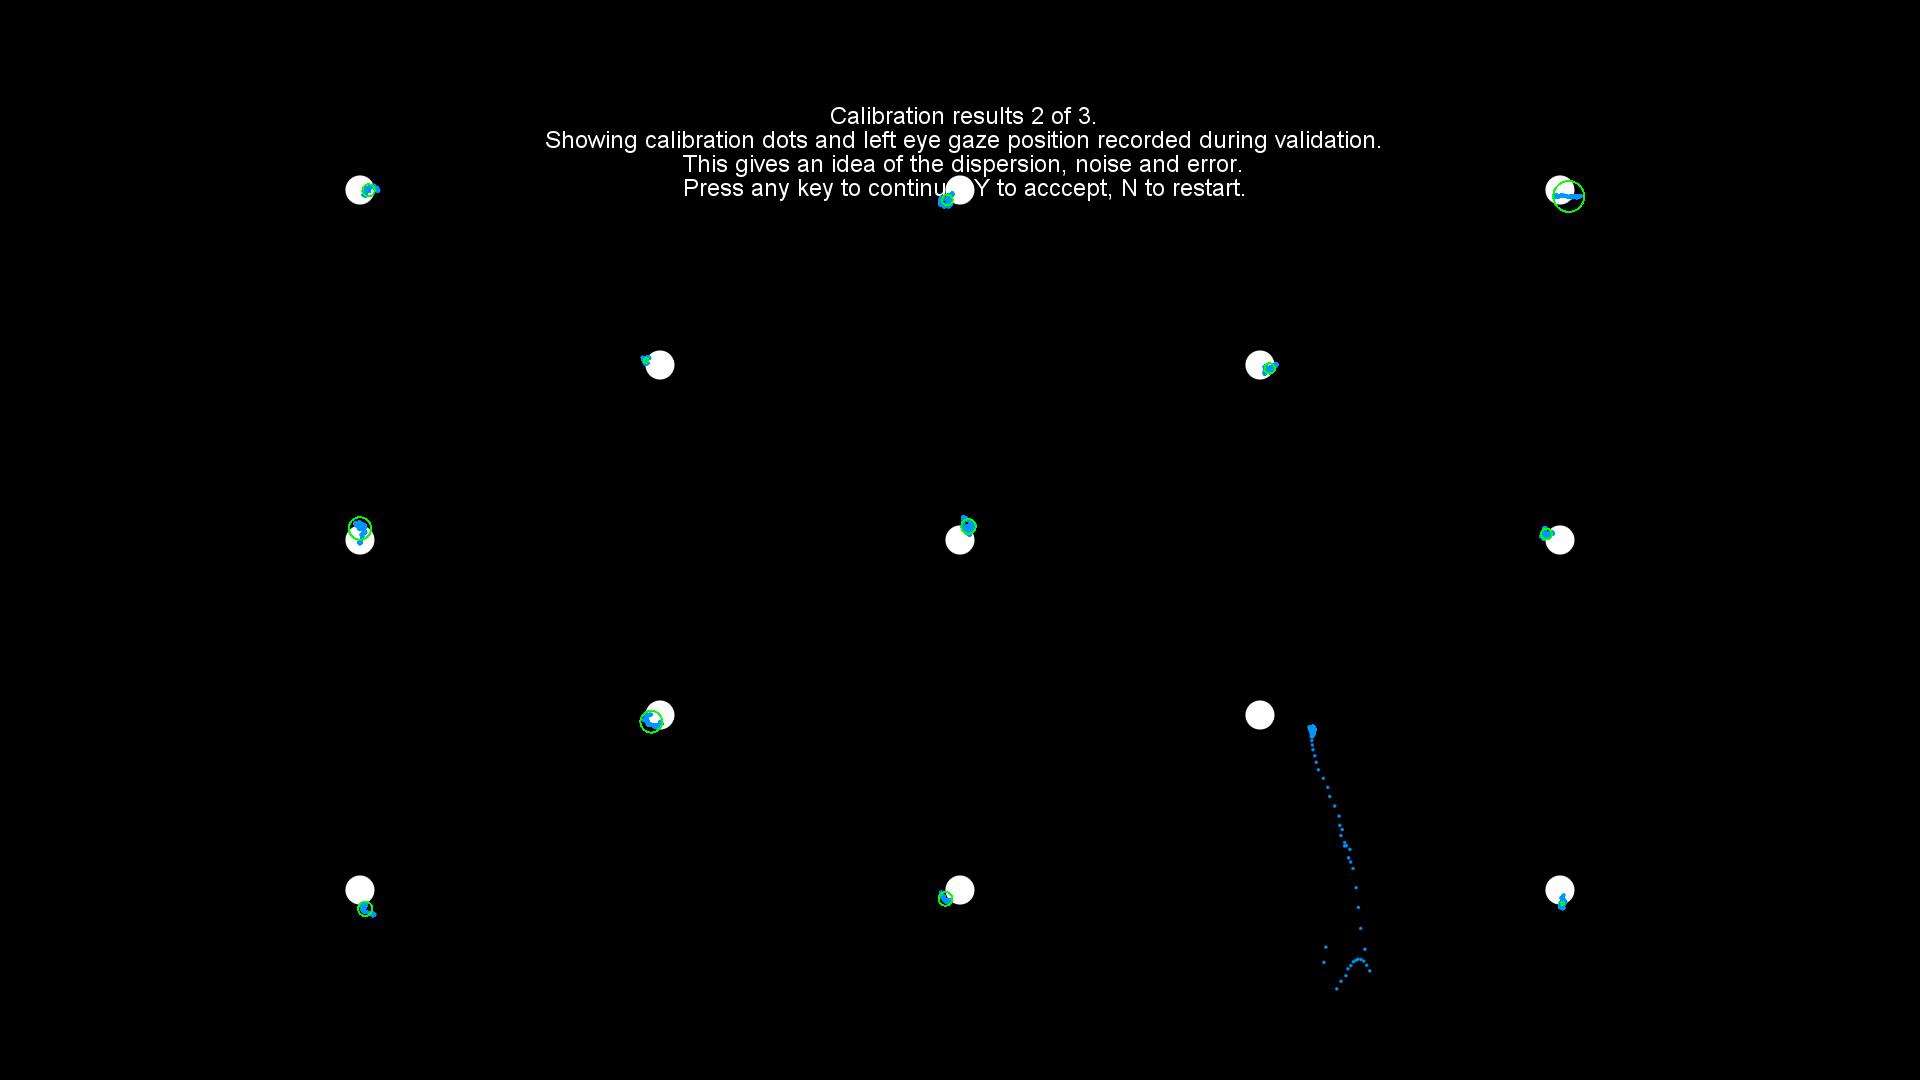 Calibration results 2 of 3.
Showing calibration dots and left eye gaze position recorded during validation.
This gives an idea of the dispersion, noise and error.
Press any key to continu Y to acccept, N to restart.